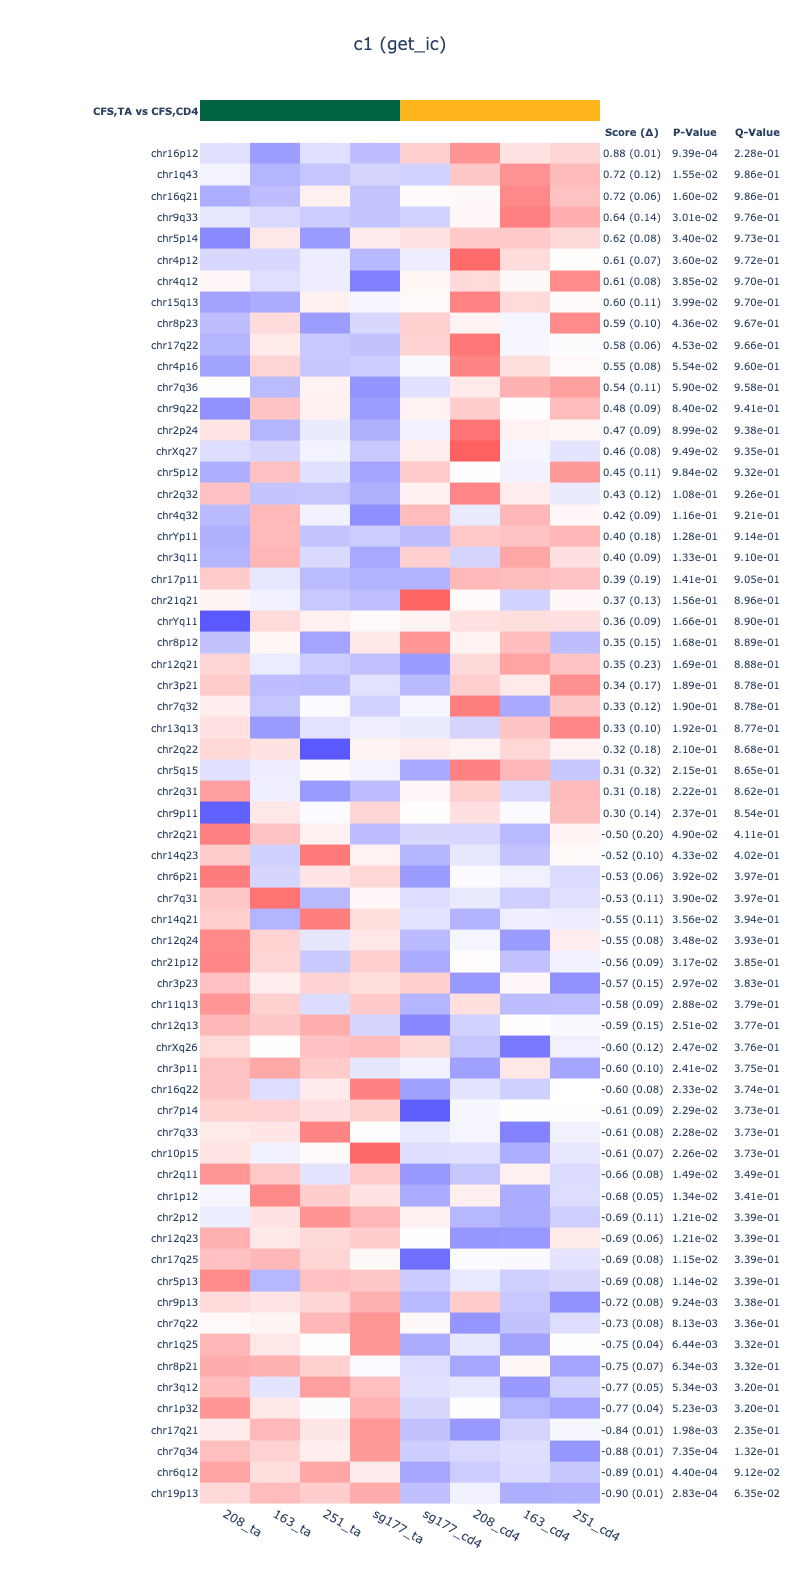 c1 (get_ic)
CFS,TA vs CFS,CD4
Score (Δ) P-Value Q-Value
chr16p12 0.88 (0.01) 9.39e-04 2.28e-01
chr1q43 0.72 (0.12) 1.55e-02 9.86e-01
chr16q21 0.72 (0.06) 1.60e-02 9.86e-01
chr9q33 0.64 (0.14) 3.01e-02 9.76e-01
chr5p14 0.62 (0.08) 3.40e-02 9.73e-01
chr4p12 0.61 (0.07) 3.60e-02 9.72e-01
chr4q12 0.61 (0.08) 3.85e-02 9.70e-01
chr15q13 0.60 (0.11) 3.99e-02 9.70e-01
chr8p23 0.59 (0.10) 4.36e-02 9.67e-01
chr17q22 0.58 (0.06) 4.53e-02 9.66e-01
chr4p16 0.55 (0.08) 5.54e-02 9.60e-01
chr7q36 0.54 (0.11) 5.90e-02 9.58e-01
chr9q22 0.48 (0.09) 8.40e-02 9.41e-01
chr2p24 0.47 (0.09) 8.99e-02 9.38e-01
chrXq27 0.46 (0.08) 9.49e-02 9.35e-01
chr5p12 0.45 (0.11) 9.84e-02 9.32e-01
chr2q32 0.43 (0.12) 1.08e-01 9.26e-01
chr4q32 0.42 (0.09) 1.16e-01 9.21e-01
chrYp11 0.40 (0.18) 1.28e-01 9.14e-01
chr3q11 0.40 (0.09) 1.33e-01 9.10e-01
chr17p11 0.39 (0.19) 1.41e-01 9.05e-01
chr21q21 0.37 (0.13) 1.56e-01 8.96e-01
chrYq11 0.36 (0.09) 1.66e-01 8.90e-01
chr8p12 0.35 (0.15) 1.68e-01 8.89e-01
chr12q21 0.35 (0.23) 1.69e-01 8.88e-01
chr3p21 0.34 (0.17) 1.89e-01 8.78e-01
chr7q32 0.33 (0.12) 1.90e-01 8.78e-01
chr13q13 0.33 (0.10) 1.92e-01 8.77e-01
chr2q22 0.32 (0.18) 2.10e-01 8.68e-01
chr5q15 0.31 (0.32) 2.15e-01 8.65e-01
chr2q31 0.31 (0.18) 2.22e-01 8.62e-01
chr9p11 0.30 (0.14) 2.37e-01 8.54e-01
chr2q21 -0.50 (0.20) 4.90e-02 4.11e-01
chr14q23 -0.52 (0.10) 4.33e-02 4.02e-01
chr6p21 -0.53 (0.06) 3.92e-02 3.97e-01
chr7q31 -0.53 (0.11) 3.90e-02 3.97e-01
chr14q21 -0.55 (0.11) 3.56e-02 3.94e-01
chr12q24 -0.55 (0.08) 3.48e-02 3.93e-01
chr21p12 -0.56 (0.09) 3.17e-02 3.85e-01
chr3p23 -0.57 (0.15) 2.97e-02 3.83e-01
chr11q13 -0.58 (0.09) 2.88e-02 3.79e-01
chr12q13 -0.59 (0.15) 2.51e-02 3.77e-01
chrXq26 -0.60 (0.12) 2.47e-02 3.76e-01
chr3p11 -0.60 (0.10) 2.41e-02 3.75e-01
chr16q22 -0.60 (0.08) 2.33e-02 3.74e-01
chr7p14 -0.61 (0.09) 2.29e-02 3.73e-01
chr7q33 -0.61 (0.08) 2.28e-02 3.73e-01
chr10p15 -0.61 (0.07) 2.26e-02 3.73e-01
chr2q11 -0.66 (0.08) 1.49e-02 3.49e-01
chr1p12 -0.68 (0.05) 1.34e-02 3.41e-01
chr2p12 -0.69 (0.11) 1.21e-02 3.39e-01
chr12q23 -0.69 (0.06) 1.21e-02 3.39e-01
chr17q25 -0.69 (0.08) 1.15e-02 3.39e-01
chr5p13 -0.69 (0.08) 1.14e-02 3.39e-01
chr9p13 -0.72 (0.08) 9.24e-03 3.38e-01
chr7q22 -0.73 (0.08) 8.13e-03 3.36e-01
chr1q25 -0.75 (0.04) 6.44e-03 3.32e-01
chr8p21 -0.75 (0.07) 6.34e-03 3.32e-01
chr3q12 -0.77 (0.05) 5.34e-03 3.20e-01
chr1p32 -0.77 (0.04) 5.23e-03 3.20e-01
chr17q21 -0.84 (0.01) 1.98e-03 2.35e-01
chr7q34 -0.88 (0.01) 7.35e-04 1.32e-01
chr6q12 -0.89 (0.01) 4.40e-04 9.12e-02
chr19p13 -0.90 (0.01) 2.83e-04 6.35e-02
208_ta 163_ta 251_ta sg177_ta sg177_cd4 208_cd4 163_cd4 251_cd4